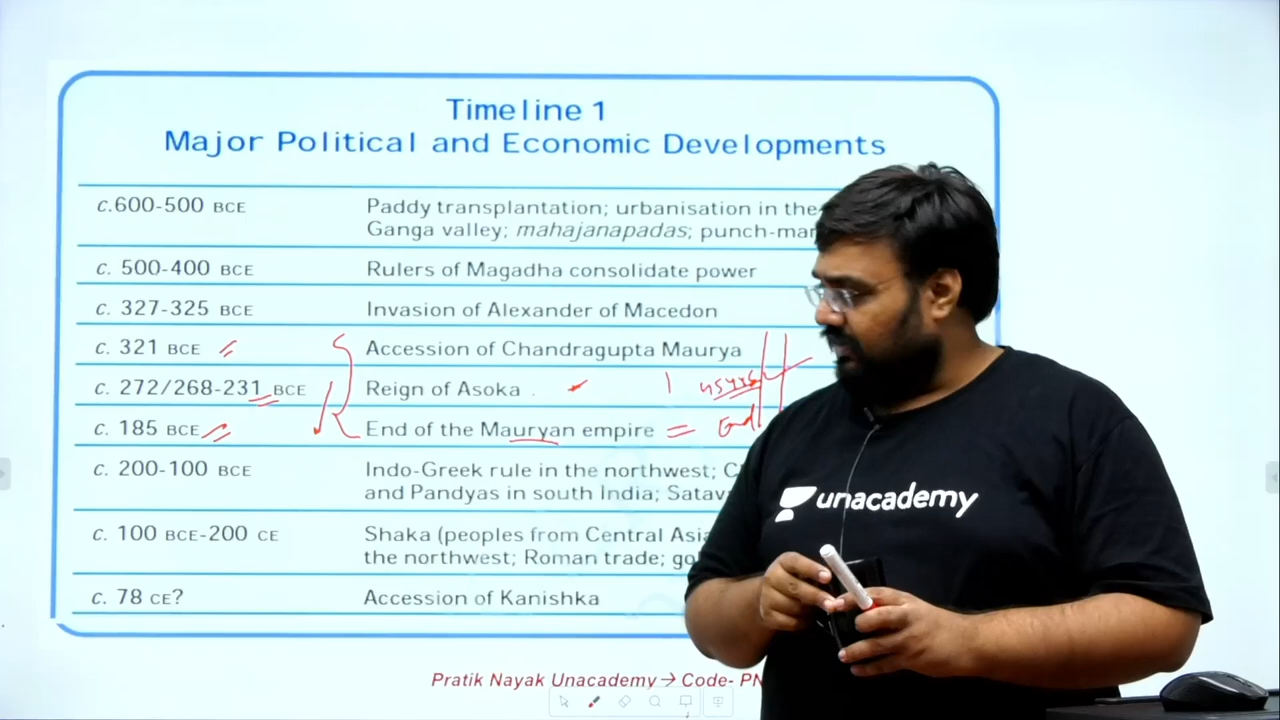 Timeline 1
Major Political and Economic Developments
c.600-500 BCE Paddy transplantation; urbanisation in the
Ganga valley; mahajanapadas; punch-mar
c. 500-400 BCE Rulers of Magadha consolidate power
c. 327-325 BCE Invasion of Alexander of Macedon
c. 321 BCE Accession of Chandragupta Maurya
c. 272/268-231 BCE Reign of Asoka
c. 185 BCE End of the Mauryan empire = End
c. 200-100 BCE Indo-Greek rule in the northwest; C
and Pandyas in south India; Satav
c. 100 BCE-200 CE Shaka (peoples from Central Asia
the northwest; Roman trade; go
c. 78 CE? Accession of Kanishka
unacademy
Pratik Nayak Unacademy → Code- PN